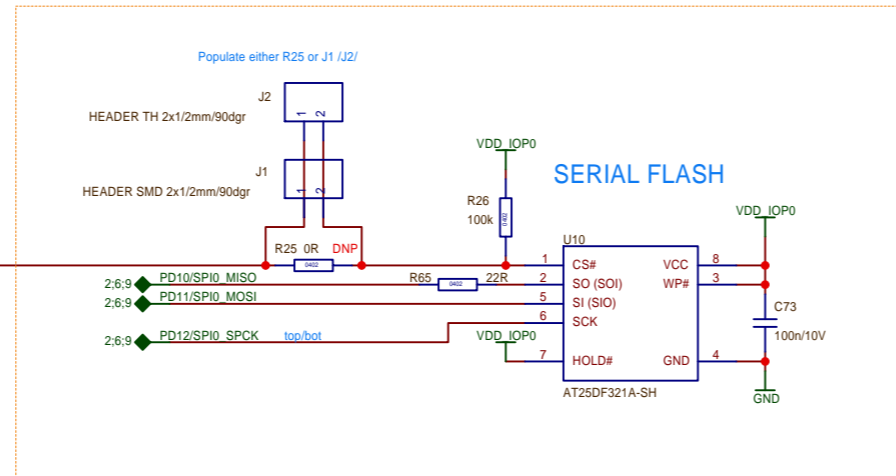 Populate either R25 or J1 /J2/
J2
1 2
HEADER TH 2x1/2mm/90dgr
J1
1 2
HEADER SMD 2x1/2mm/90dgr
VDD_IOP0
SERIAL FLASH
R26
100k
0402
VDD_IOP0
R25 0R DNP
0402
U10
1 CS# VCC 8
2;6;9 PD10/SPI0_MISO R65 0402 22R 2 SO (SOI) WP# 3
2;6;9 PD11/SPI0_MOSI 5 SI (SIO)
6 SCK
C73
100n/10V
2;6;9 PD12/SPI0_SPCK top/bot
VDD_IOP0
7 HOLD# GND 4
AT25DF321A-SH
GND